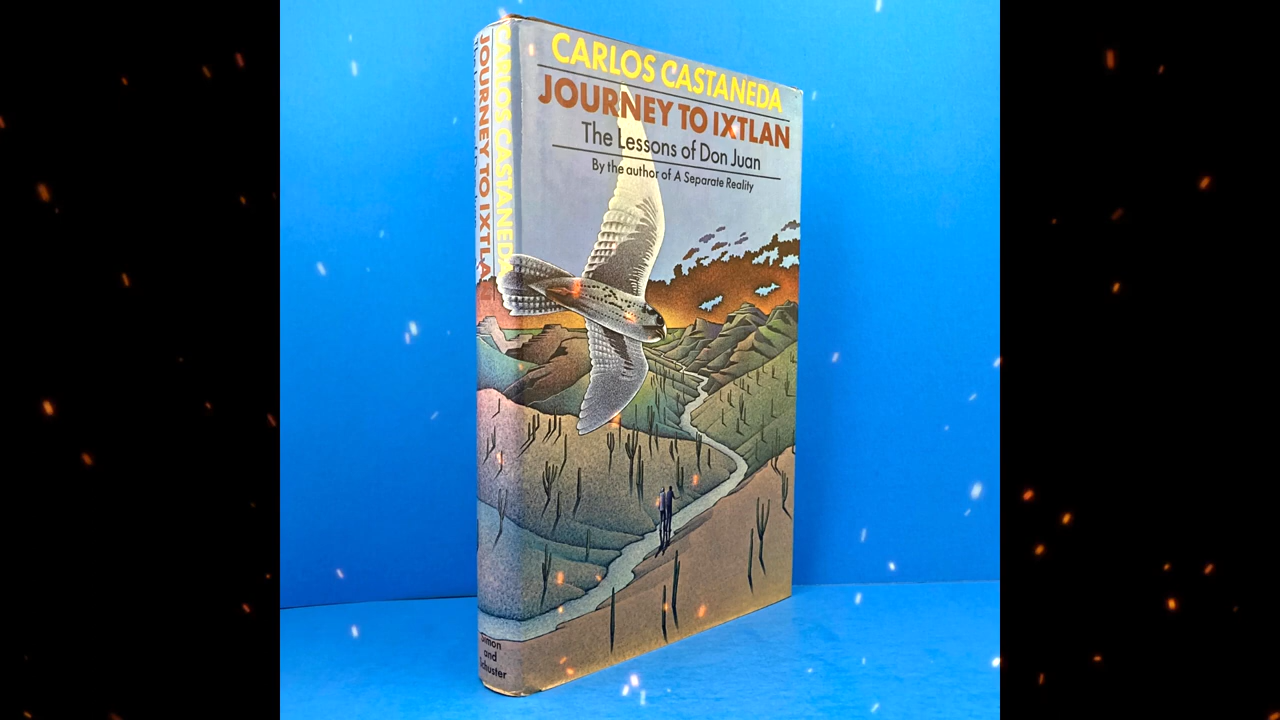 CARLOS CASTANEDA
JOURNEY TO IXTLAN
The Lessons of Don Juan
By the author of A Separate Reality
JOURNEY TO IXTLA
CARLOS CASTANEDA
Simon
and
Schuster